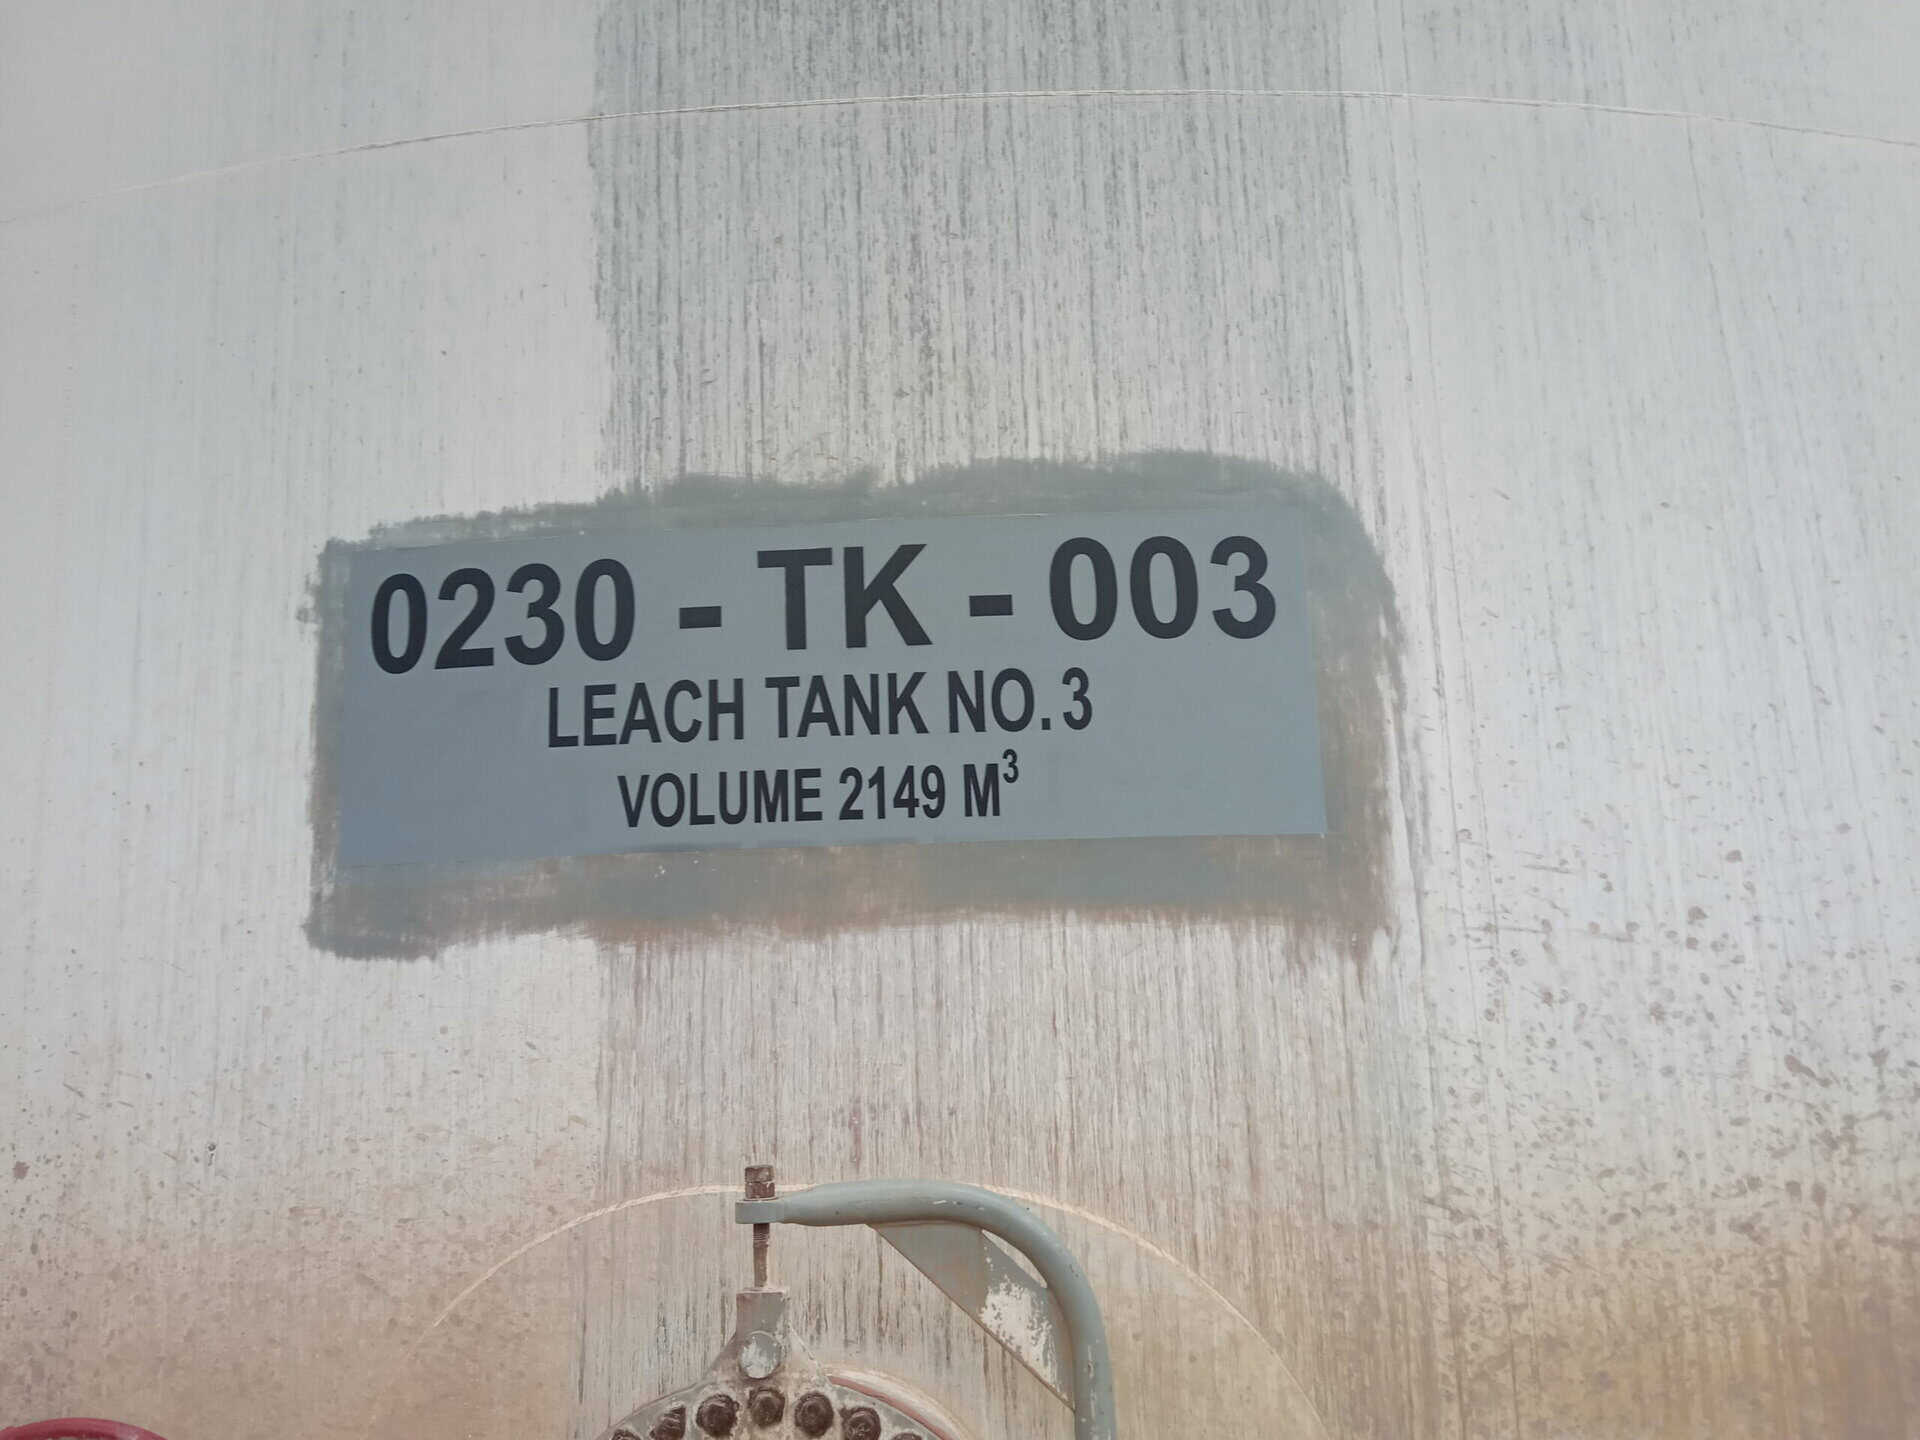 0230 - TK - 003
LEACH TANK NO. 3
VOLUME 2149 M³